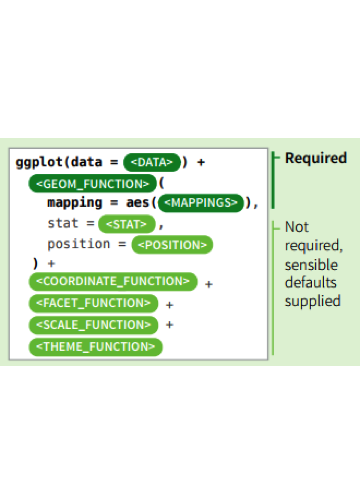 ggplot(data = <DATA>) +
<GEOM_FUNCTION>(
mapping = aes(<MAPPINGS>),
stat = <STAT>,
position = <POSITION>
) +
<COORDINATE_FUNCTION> +
<FACET_FUNCTION> +
<SCALE_FUNCTION> +
<THEME_FUNCTION>
Required
Not
required,
sensible
defaults
supplied